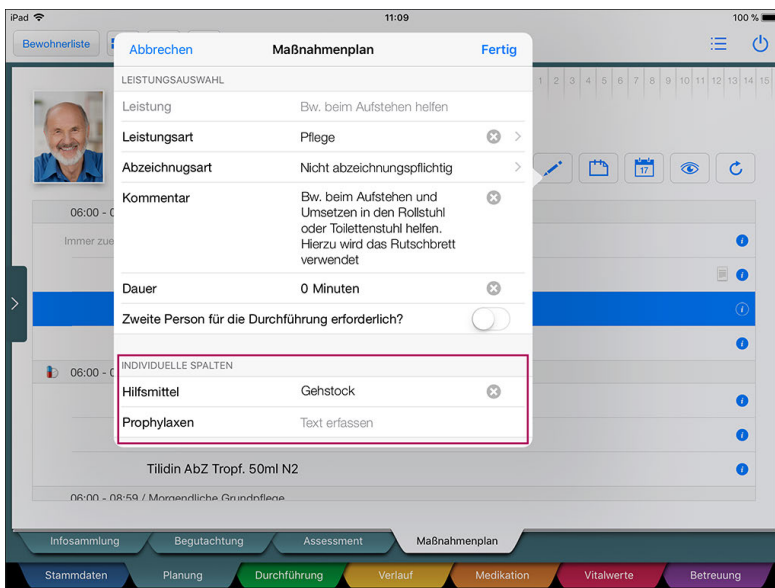 iPad 11:09 100 %
Bewohnerliste
Abbrechen Maßnahmenplan Fertig
1 2 3 4 5 6 7 8 9 10 11 12 13 14 15
LEISTUNGSAUSWAHL
Leistung Bw. beim Aufstehen helfen
Leistungsart Pflege
Abzeichnugsart Nicht abzeichnungspflichtig
17
Kommentar Bw. beim Aufstehen und
Umsetzen in den Rollstuhl
oder Toilettenstuhl helfen.
Hierzu wird das Rutschbrett
verwendet
06:00 - 0
Immer zue
Dauer 0 Minuten
Zweite Person für die Durchführung erforderlich?
INDIVIDUELLE SPALTEN
06:00 - 0
Hilfsmittel Gehstock
Prophylaxen Text erfassen
Tilidin AbZ Tropf. 50ml N2
06:00 - 08:59 / Morgendliche Grundpflege
Infosammlung Begutachtung Assessment Maßnahmenplan
Stammdaten Planung Durchführung Verlauf Medikation Vitalwerte Betreuung